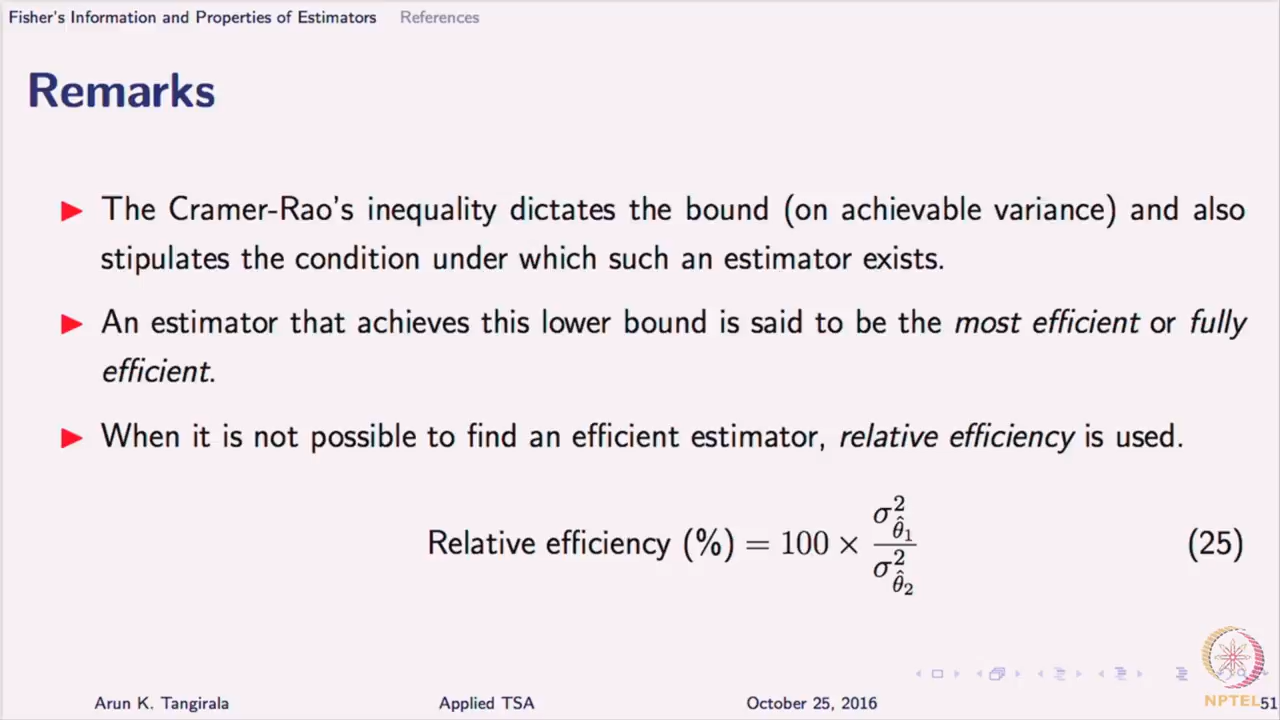 Fisher's Information and Properties of Estimators References
Remarks
▶ The Cramer-Rao's inequality dictates the bound (on achievable variance) and also
stipulates the condition under which such an estimator exists.
▶ An estimator that achieves this lower bound is said to be the most efficient or fully
efficient.
▶ When it is not possible to find an efficient estimator, relative efficiency is used.
Relative efficiency (%) = 100 × σ²_θ̂₁ / σ²_θ̂₂ (25)
NPTEL
Arun K. Tangirala Applied TSA October 25, 2016 51